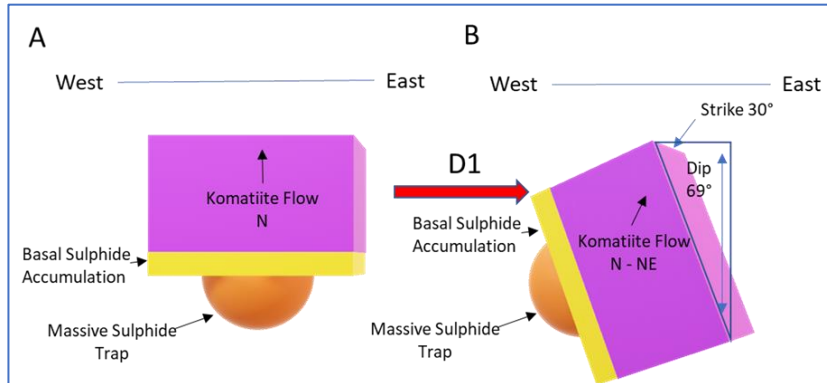 A
West
East
Komatiite Flow
N
Basal Sulphide
Accumulation
Massive Sulphide
Trap
D1
B
West
East
Strike 30°
Dip
69°
Basal Sulphide
Accumulation
Komatiite Flow
N - NE
Massive Sulphide
Trap